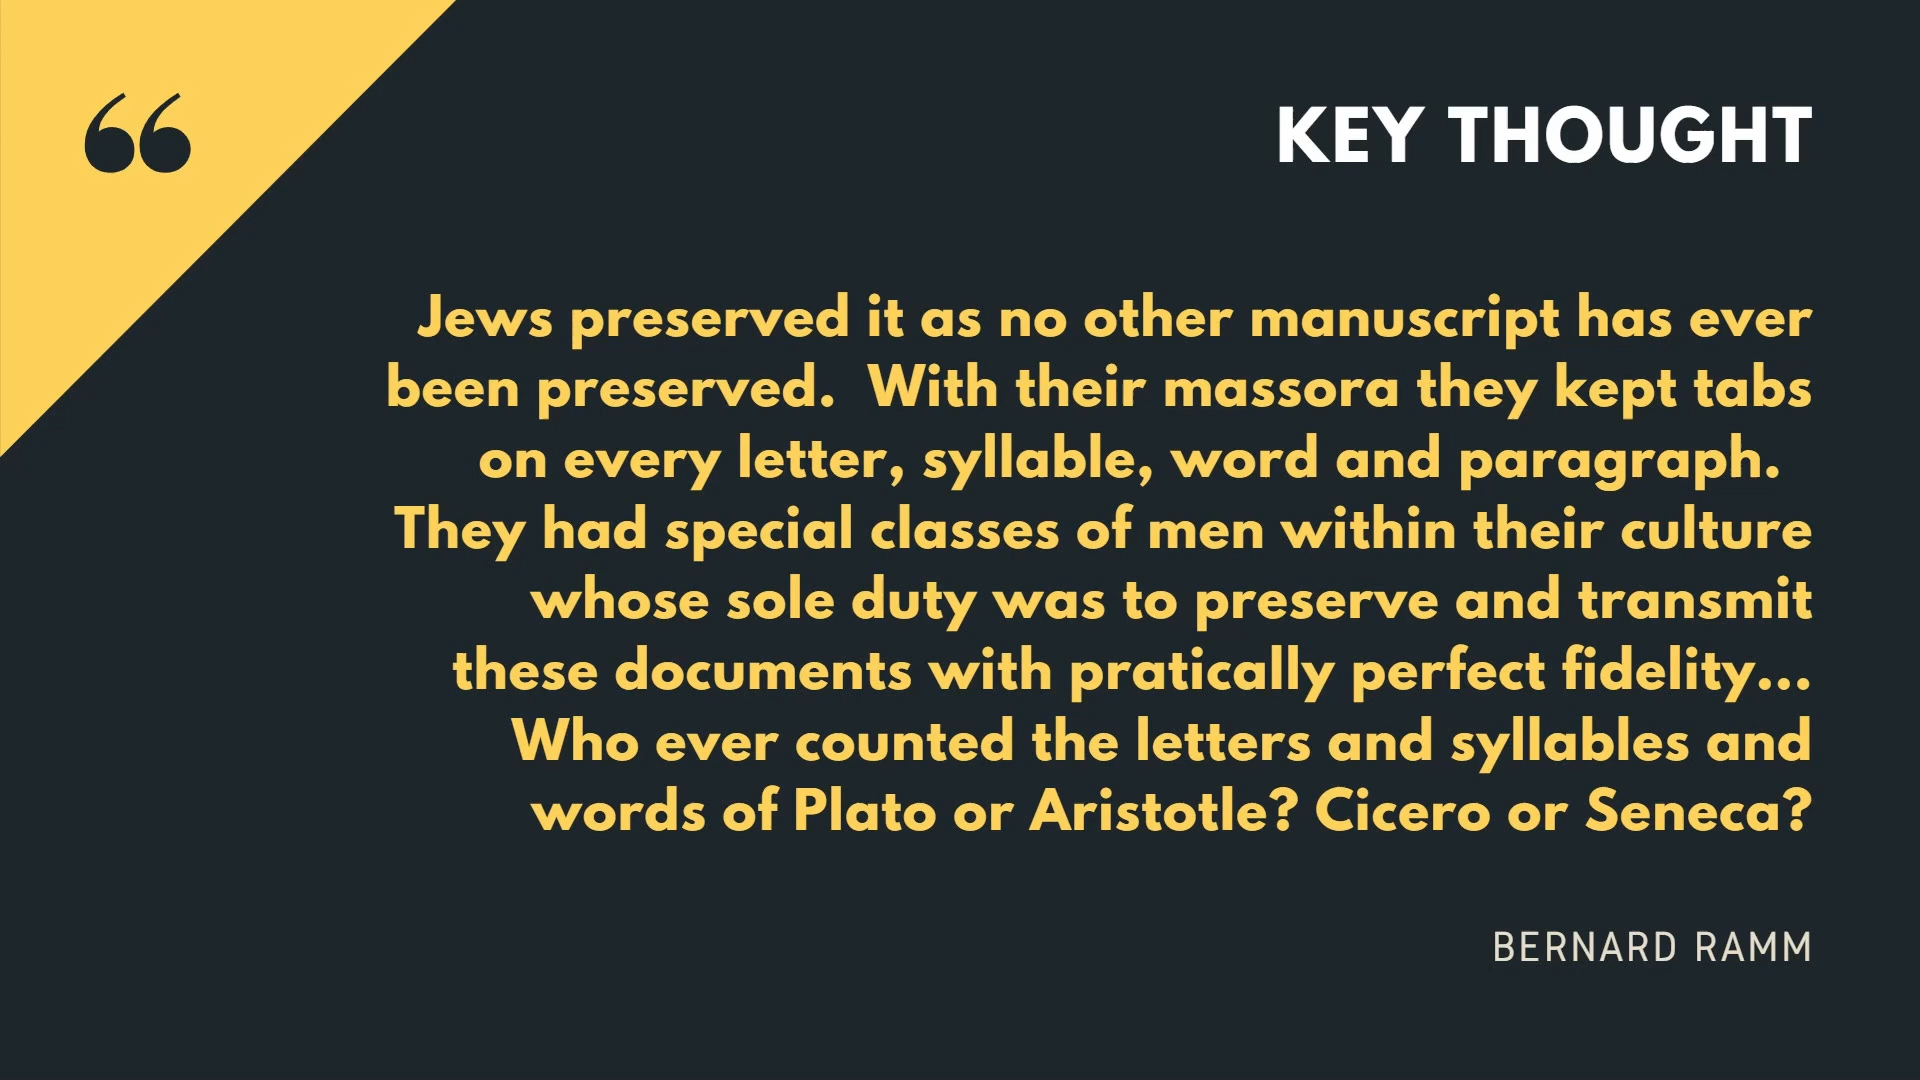 “
KEY THOUGHT
Jews preserved it as no other manuscript has ever
been preserved.  With their massora they kept tabs
on every letter, syllable, word and paragraph.
They had special classes of men within their culture
whose sole duty was to preserve and transmit
these documents with pratically perfect fidelity...
Who ever counted the letters and syllables and
words of Plato or Aristotle? Cicero or Seneca?
BERNARD RAMM